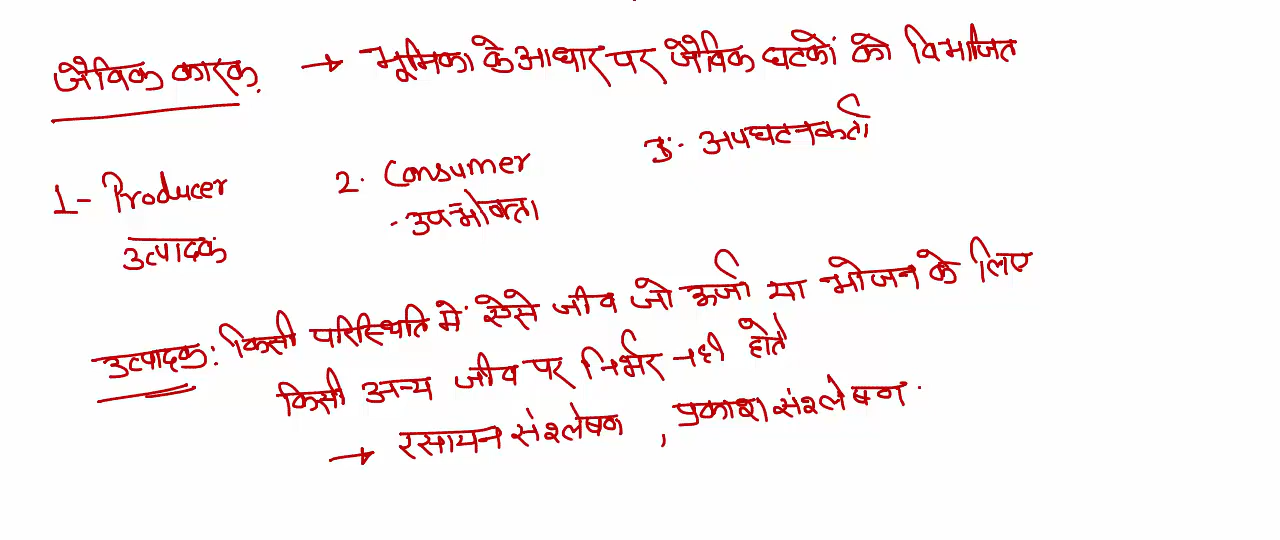 जैविक कारक → भूमिका के आधार पर जैविक घटकों को विभाजित
1- Producer 2. Consumer 3. अपघटनकर्ता
उत्पादक उपभोक्ता
उत्पादक: किसी परिस्थिति में ऐसे जीव जो ऊर्जा या भोजन के लिए
किसी अन्य जीव पर निर्भर नही होते
→ रसायन संश्लेषण, प्रकाश संश्लेषण